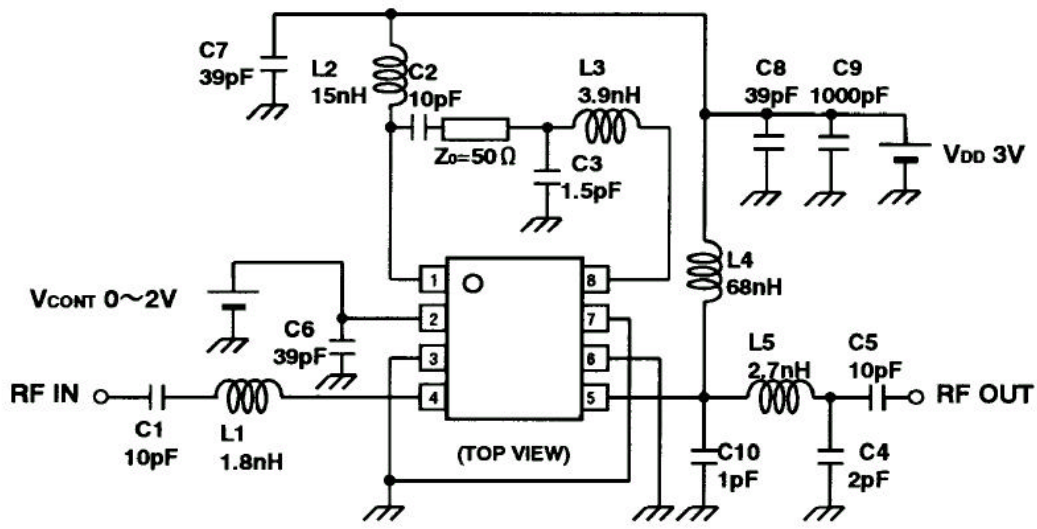 C7
39pF
L2
15nH
C2
10pF
L3
3.9nH
C8
39pF
C9
1000pF
Z₀=50 Ω
C3
1.5pF
VDD 3V
VCONT 0～2V
C6
39pF
1
2
3
4
8
7
6
5
L4
68nH
L5
2.7nH
C5
10pF
RF IN
RF OUT
C1
10pF
L1
1.8nH
(TOP VIEW)
C10
1pF
C4
2pF